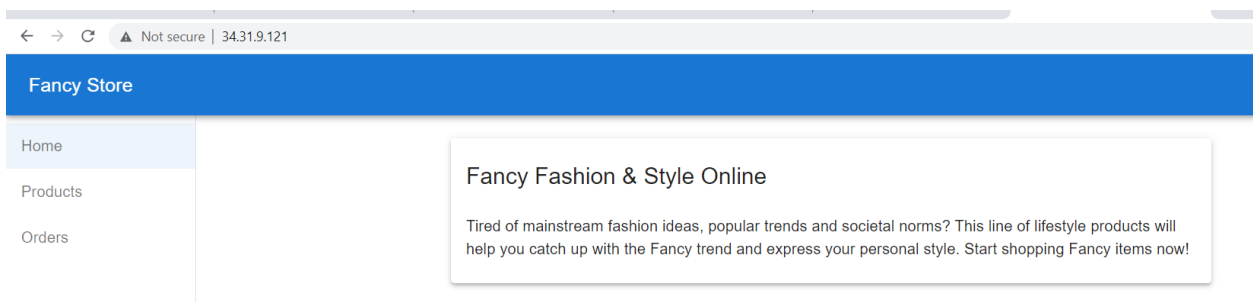 Not secure | 34.31.9.121
Fancy Store
Home
Products
Orders
Fancy Fashion & Style Online
Tired of mainstream fashion ideas, popular trends and societal norms? This line of lifestyle products will
help you catch up with the Fancy trend and express your personal style. Start shopping Fancy items now!